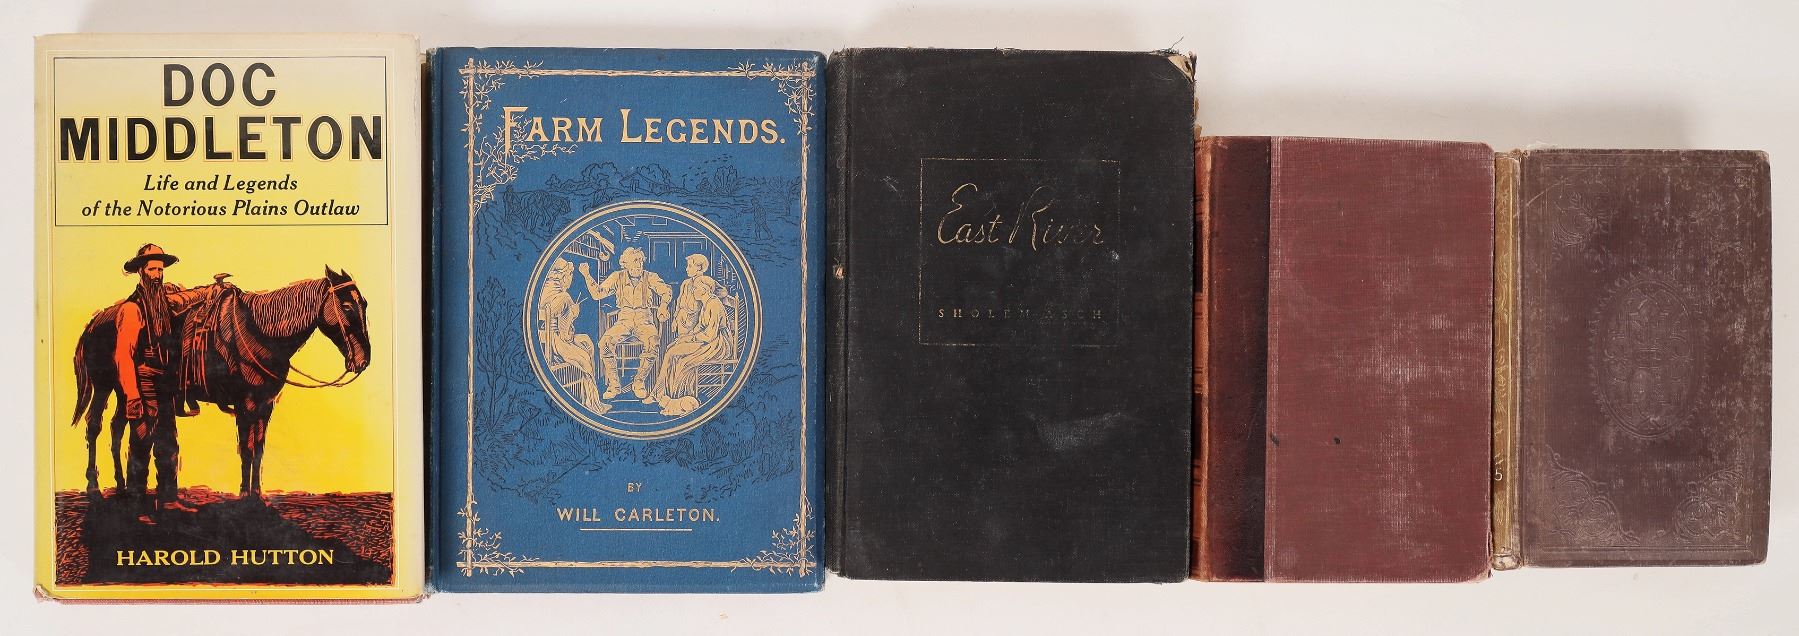 DOC
MIDDLETON
Life and Legends
of the Notorious Plains Outlaw
HAROLD HUTTON
FARM LEGENDS.
BY
WILL CARLETON.
East River
SHOLEM ASCH
5